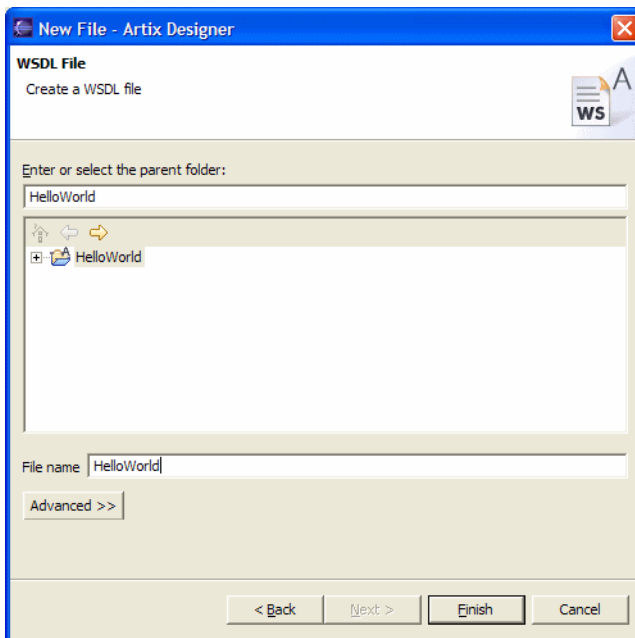 New File - Artix Designer
WSDL File
Create a WSDL file
A
WS
Enter or select the parent folder:
HelloWorld
HelloWorld
File name HelloWorld
Advanced >>
< Back Next > Finish Cancel